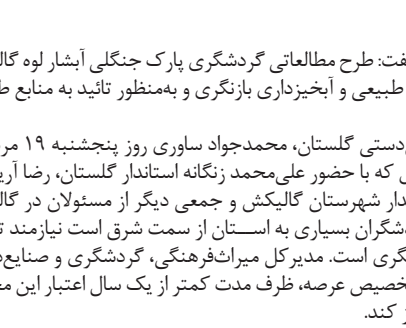 فت: طرح مطالعاتی گردشگری پارک جنگلی آبشار لوه گال
طبیعی و آبخیزداری بازنگری و به‌منظور تائید به منابع ط
دستی گلستان، محمدجواد ساوری روز پنجشنبه ۱۹ مر
که با حضور علی‌محمد زنگانه استاندار گلستان، رضا آری
دار شهرستان گالیکش و جمعی دیگر از مسئولان در گال
شگران بسیاری به استان از سمت شرق است نیازمند ت
گری است. مدیرکل میراث‌فرهنگی، گردشگری و صنایع‌د
خصیص عرصه، ظرف مدت کمتر از یک سال اعتبار این مج
کند.